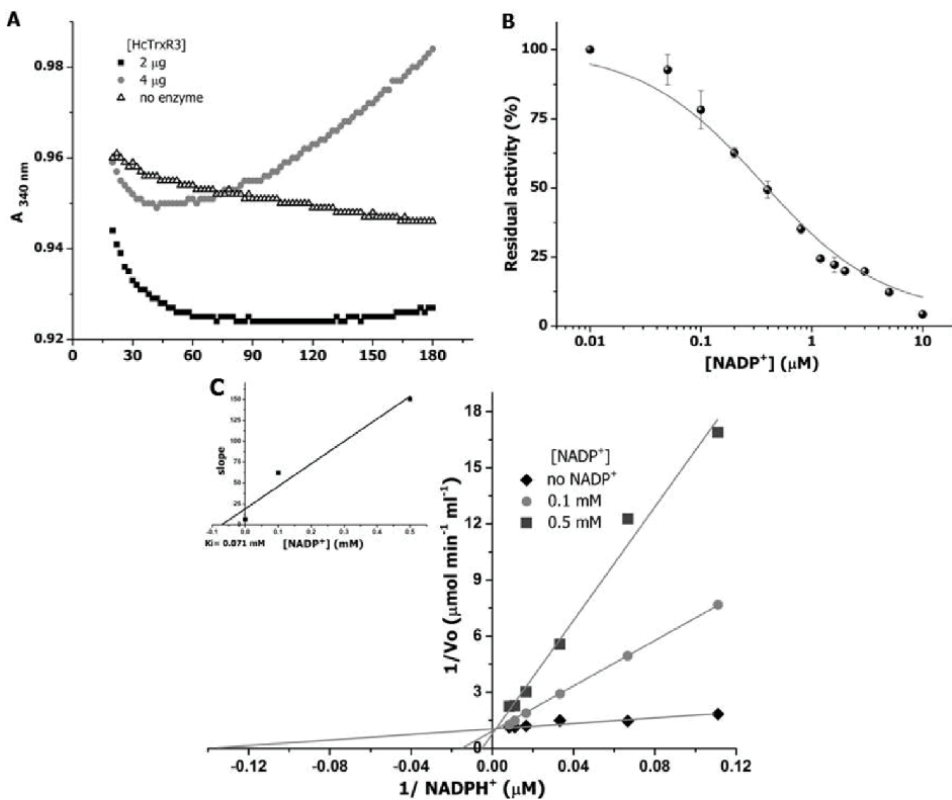 A
[HcTrxR3]
2 μg
4 μg
no enzyme
0.98
0.96
0.94
0.92
A 340 nm
0 30 60 90 120 150 180
B
100
75
50
25
0
Residual activity (%)
0.01 0.1 1 10
[NADP+] (μM)
C
150
125
100
75
50
25
0
slope
-0.1 0.0 0.1 0.2 0.3 0.4 0.5
Ki= 0.071 mM [NADP+] (mM)
[NADP+]
no NADP+
0.1 mM
0.5 mM
18
15
12
9
6
3
0
1/Vo (μmol min-1 ml-1)
-0.12 -0.08 -0.04 0.00 0.04 0.08 0.12
1/ NADPH+ (μM)